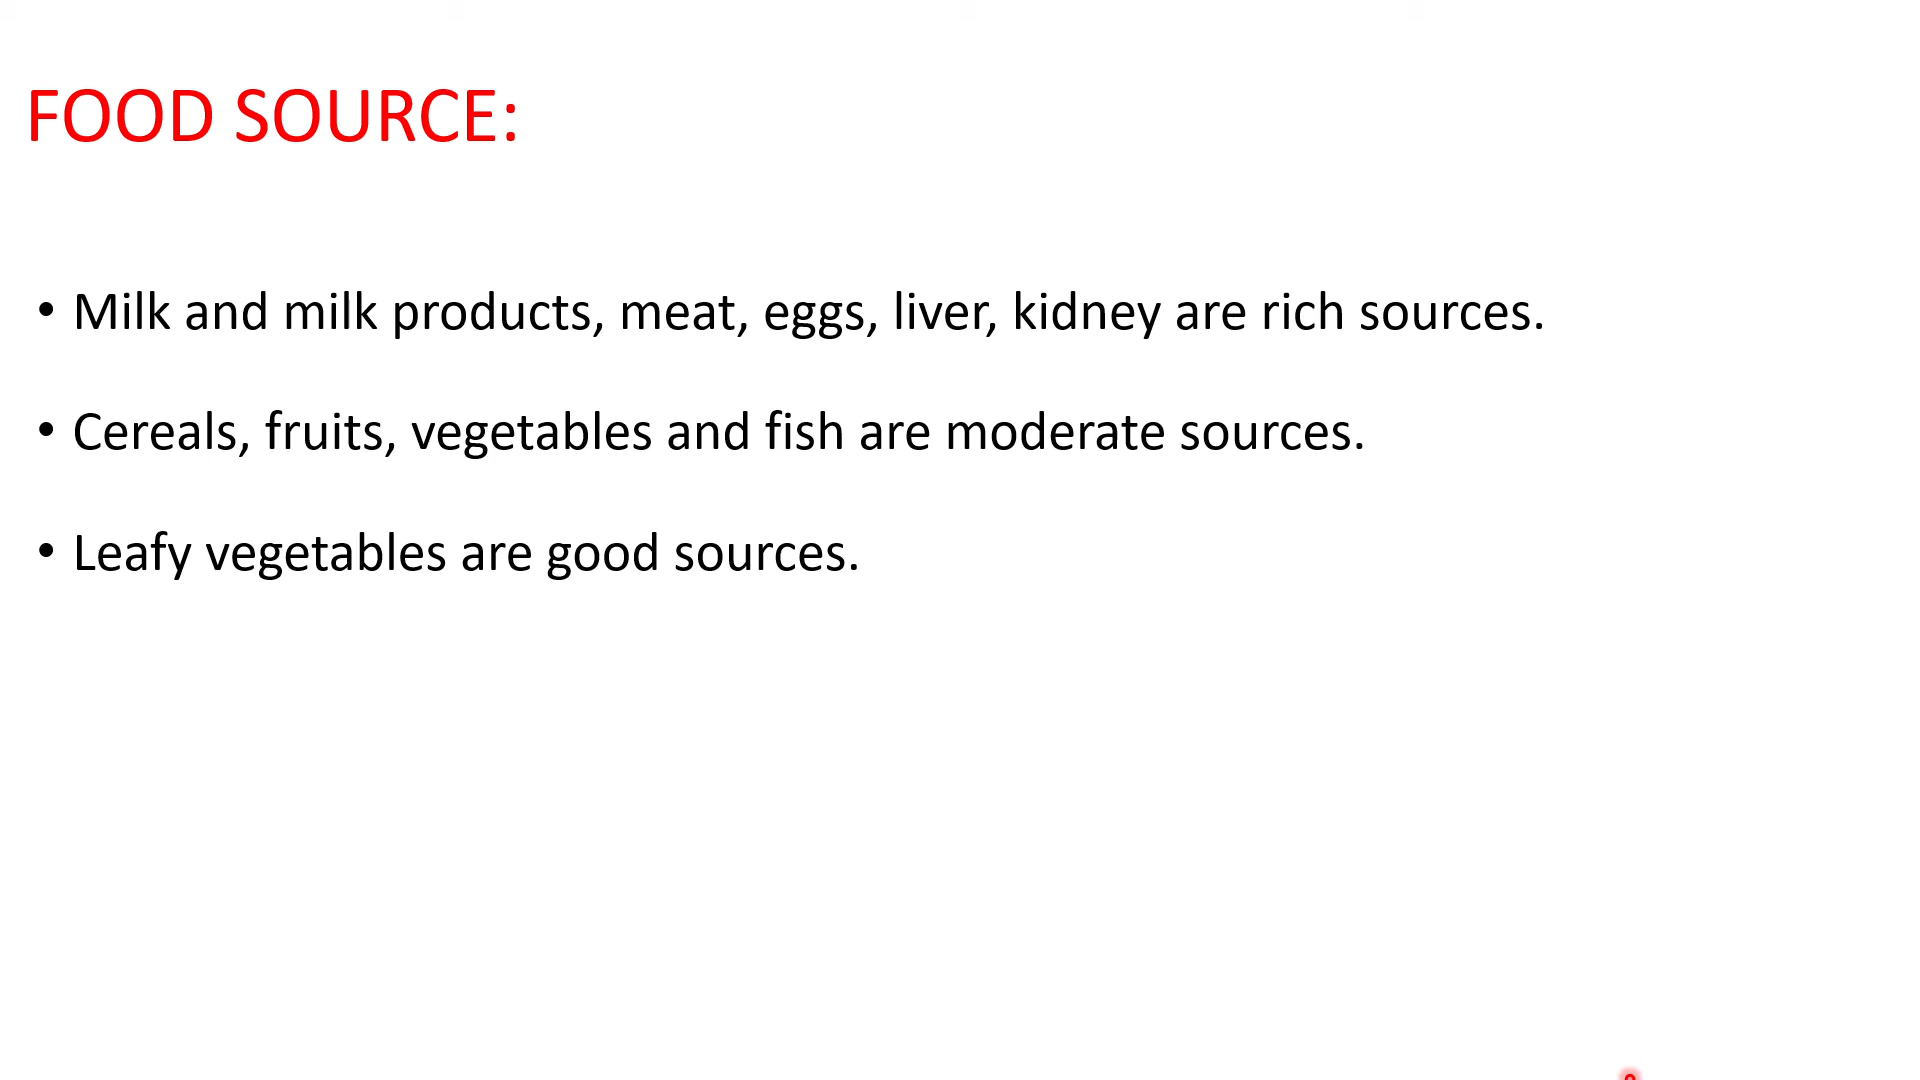 FOOD SOURCE:
• Milk and milk products, meat, eggs, liver, kidney are rich sources.
• Cereals, fruits, vegetables and fish are moderate sources.
• Leafy vegetables are good sources.